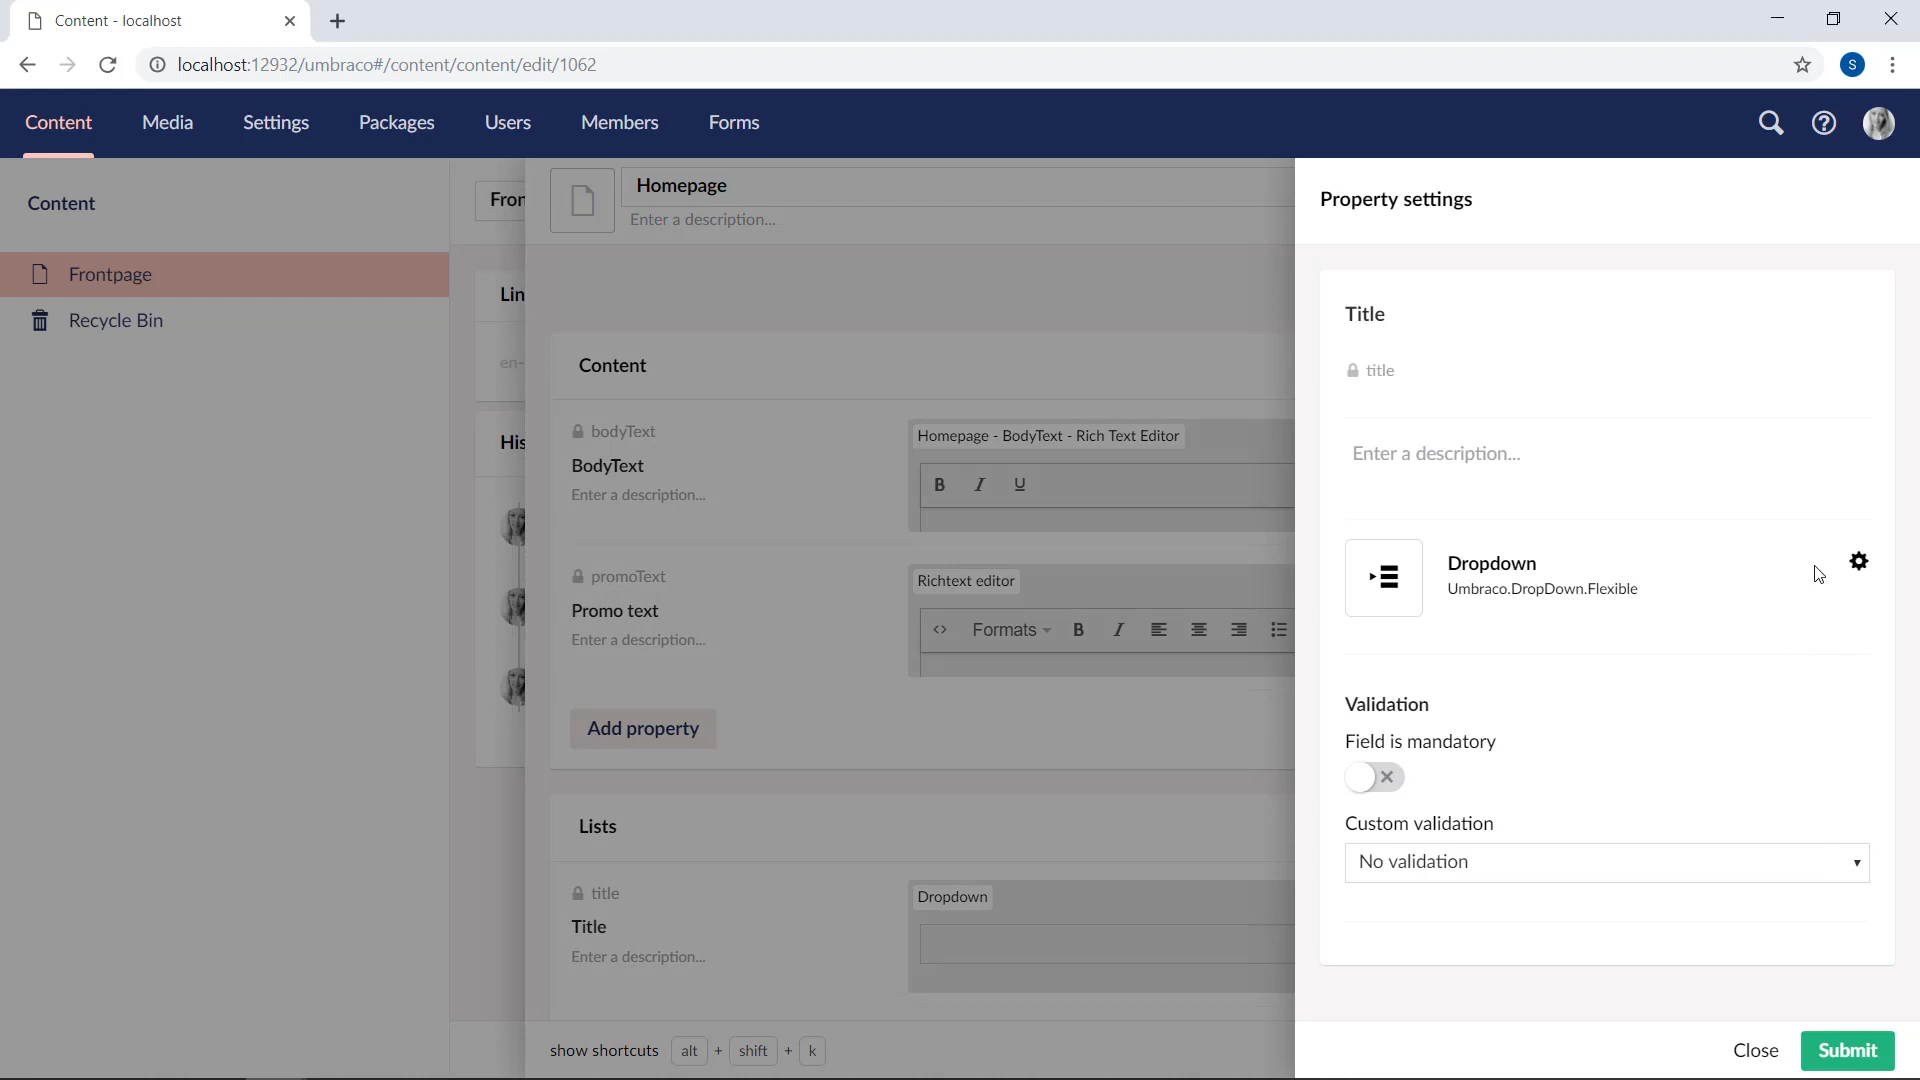 Content - localhost
localhost:12932/umbraco#/content/content/edit/1062
S
Content Media Settings Packages Users Members Forms
Content
Frontpage
Recycle Bin
Fron
Lin
en-
His
Homepage
Enter a description...
Content
bodyText
BodyText
Enter a description...
Homepage - BodyText - Rich Text Editor
B I U
promoText
Promo text
Enter a description...
Richtext editor
<> Formats B I
Add property
Lists
title
Title
Enter a description...
Dropdown
show shortcuts alt + shift + k
Property settings
Title
title
Enter a description...
Dropdown
Umbraco.DropDown.Flexible
Validation
Field is mandatory
Custom validation
No validation
Close Submit